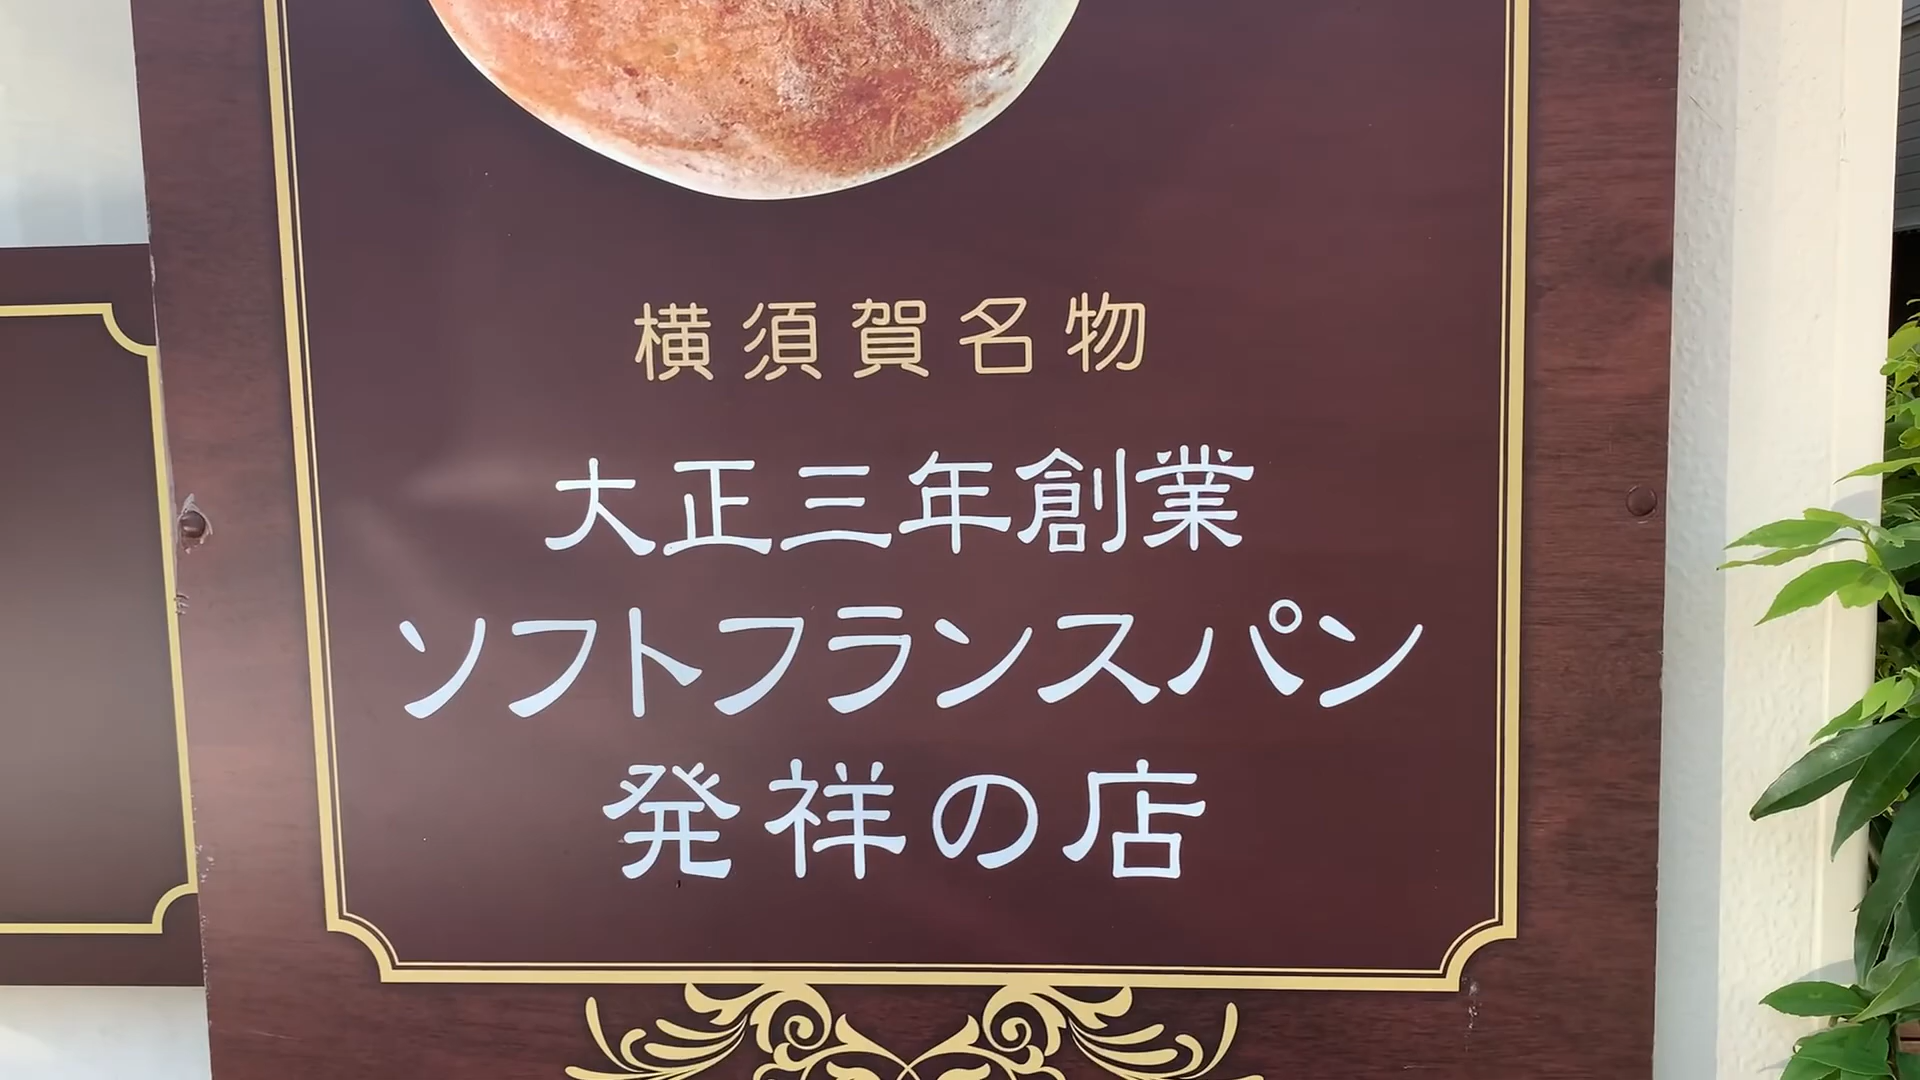 横須賀名物
大正三年創業
ソフトフランスパン
発祥の店